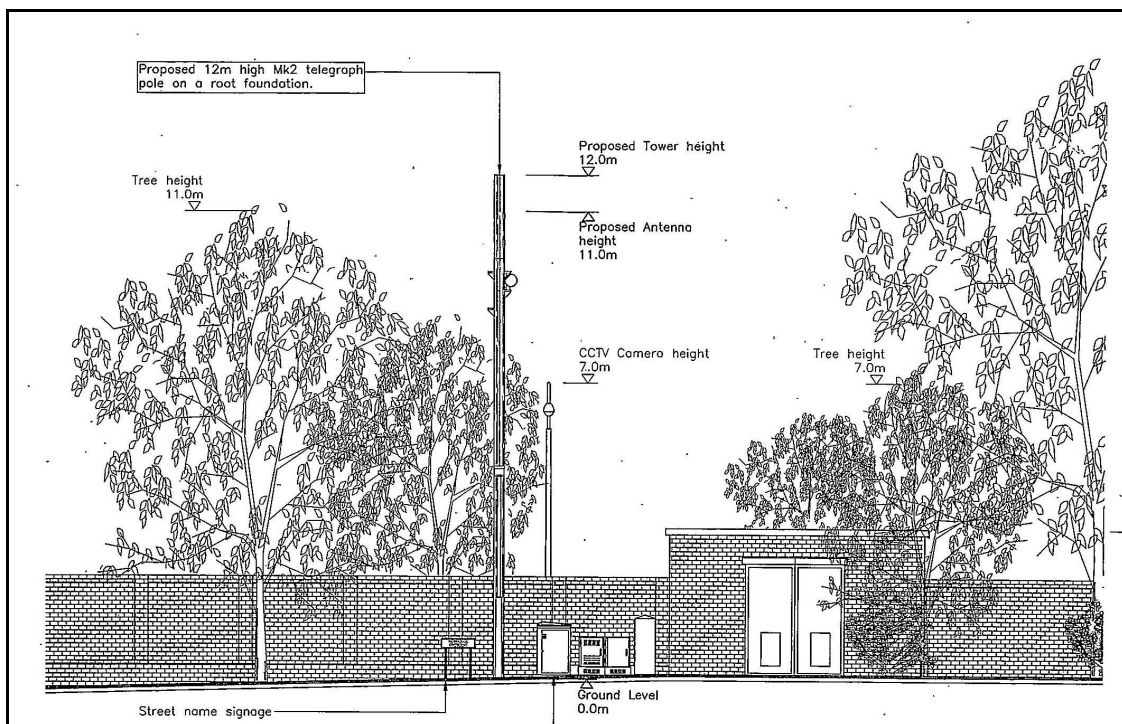 Proposed 12m high Mk2 telegraph
pole on a root foundation.
Proposed Tower height
12.0m
Tree height
11.0m
Proposed Antenna
height
11.0m
CCTV Camera height
7.0m
Tree height
7.0m
Street name signage
Ground Level
0.0m